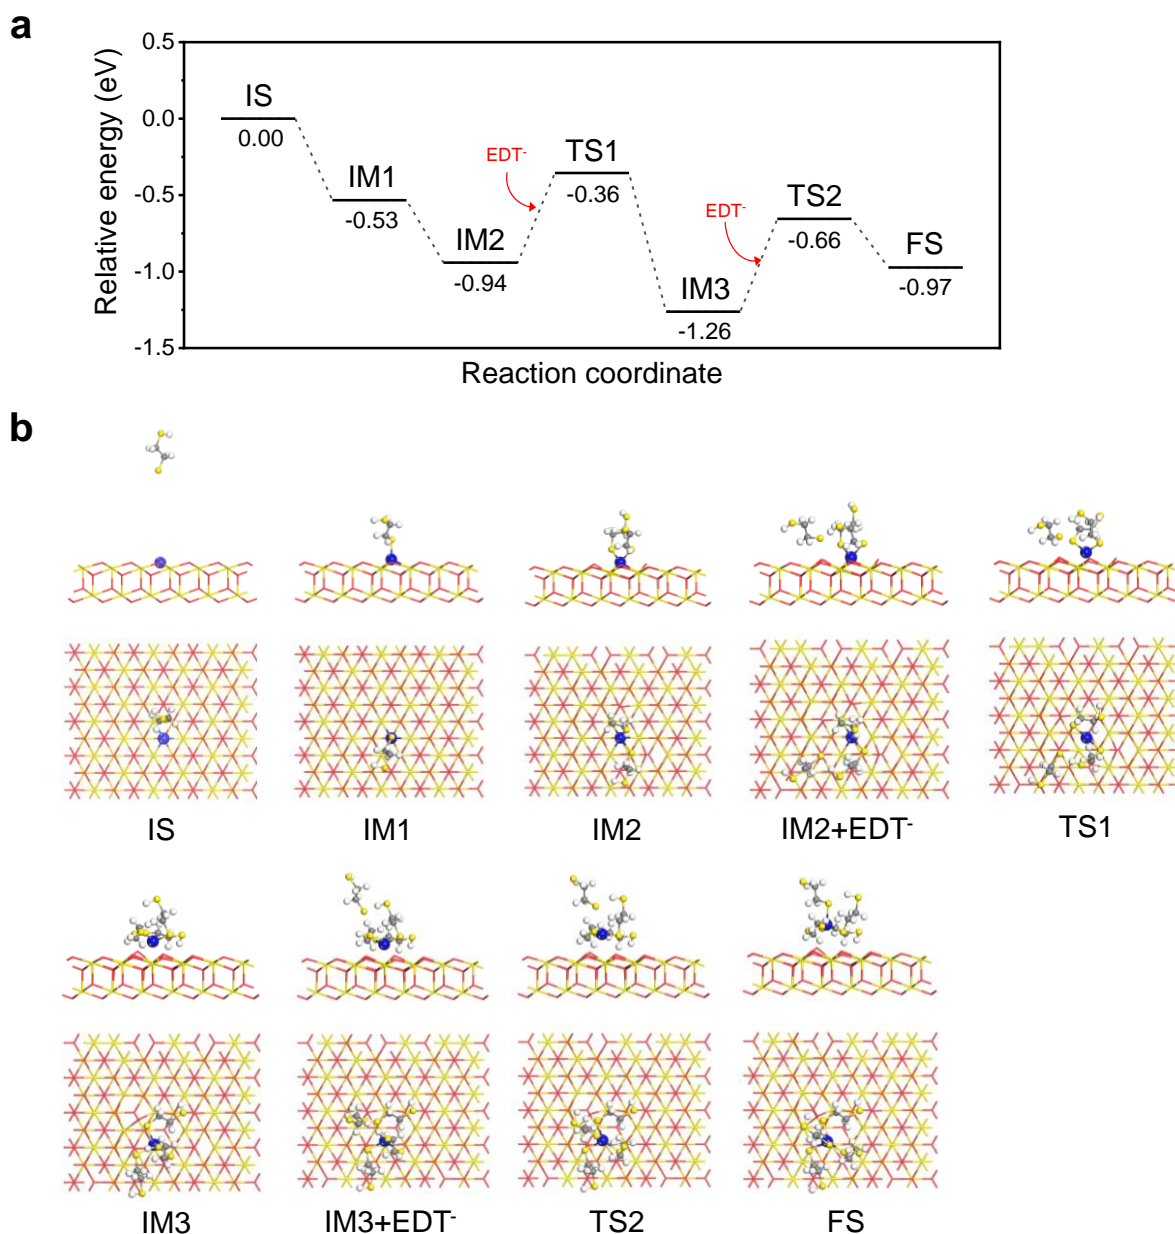 a
Relative energy (eV)
0.5
0.0
-0.5
-1.0
-1.5
IS
0.00
IM1
-0.53
IM2
-0.94
EDT⁻
TS1
-0.36
IM3
-1.26
EDT⁻
TS2
-0.66
FS
-0.97
Reaction coordinate
b
IS IM1 IM2 IM2+EDT⁻ TS1
IM3 IM3+EDT⁻ TS2 FS